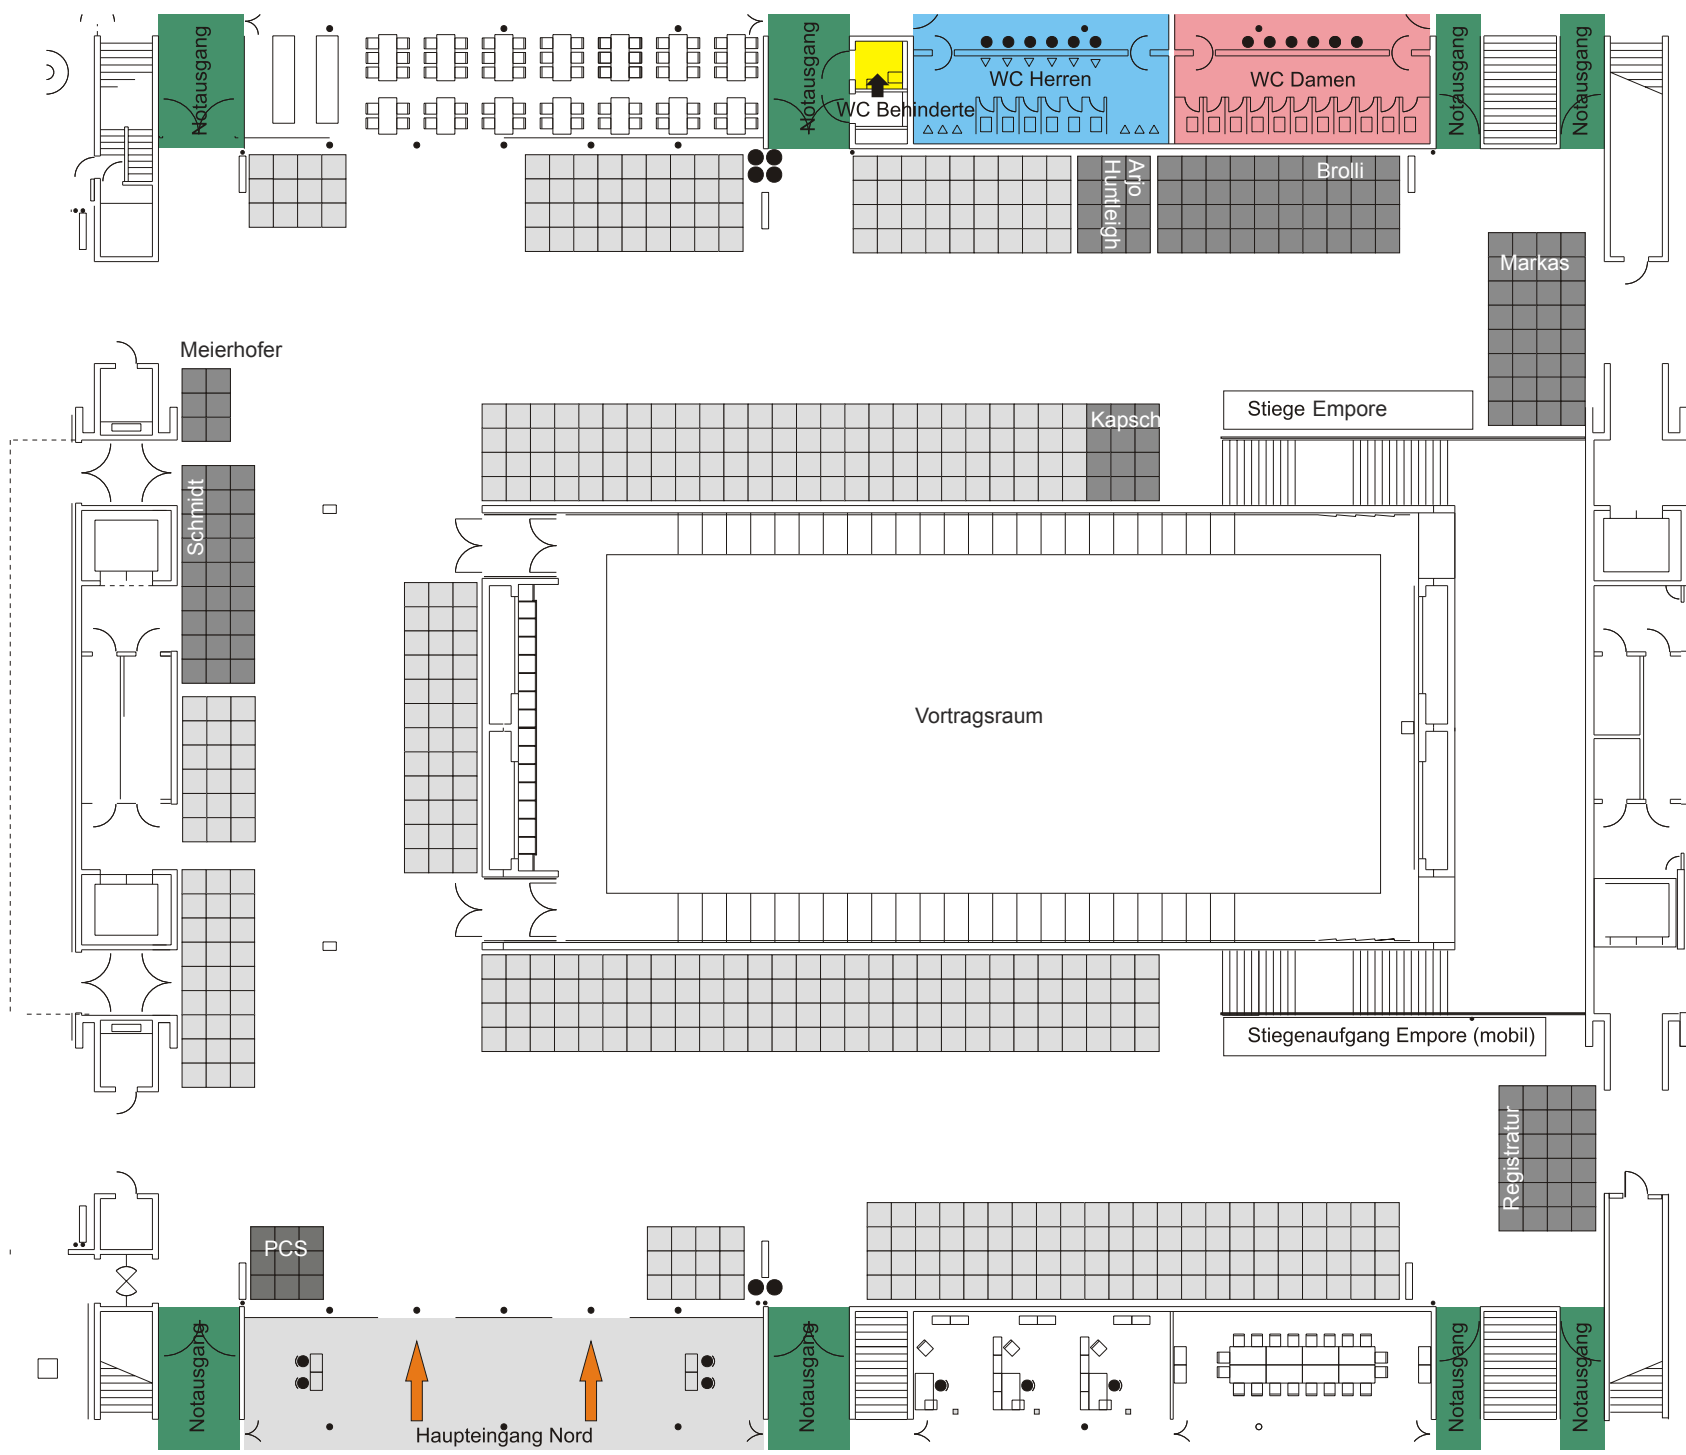 Notausgang
Notausgang
WC Behinderte
WC Herren
WC Damen
Notausgang
Notausgang
Arjo
Huntleigh
Brolli
Markas
Meierhofer
Kapsch
Stiege Empore
Schmidt
Vortragsraum
Stiegenaufgang Empore (mobil)
Registratur
PCS
Notausgang
Haupteingang Nord
Notausgang
Notausgang
Notausgang